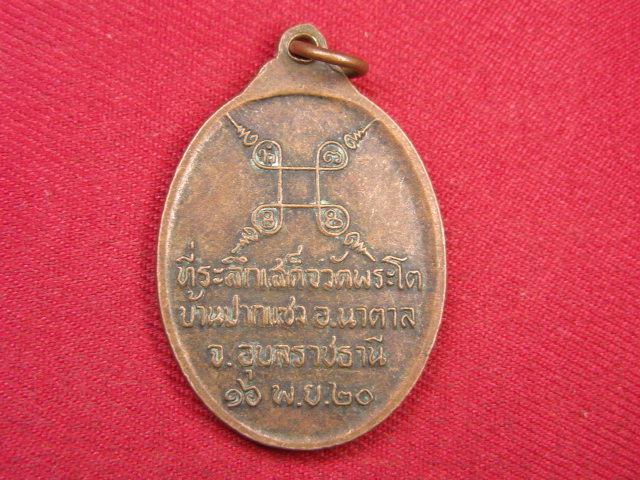 ที่ระลึกเสด็จวัดพระโต
บ้านปากแซง อ.นาตาล
จ.อุบลราชธานี
๑๖ พ.ย.๒๑